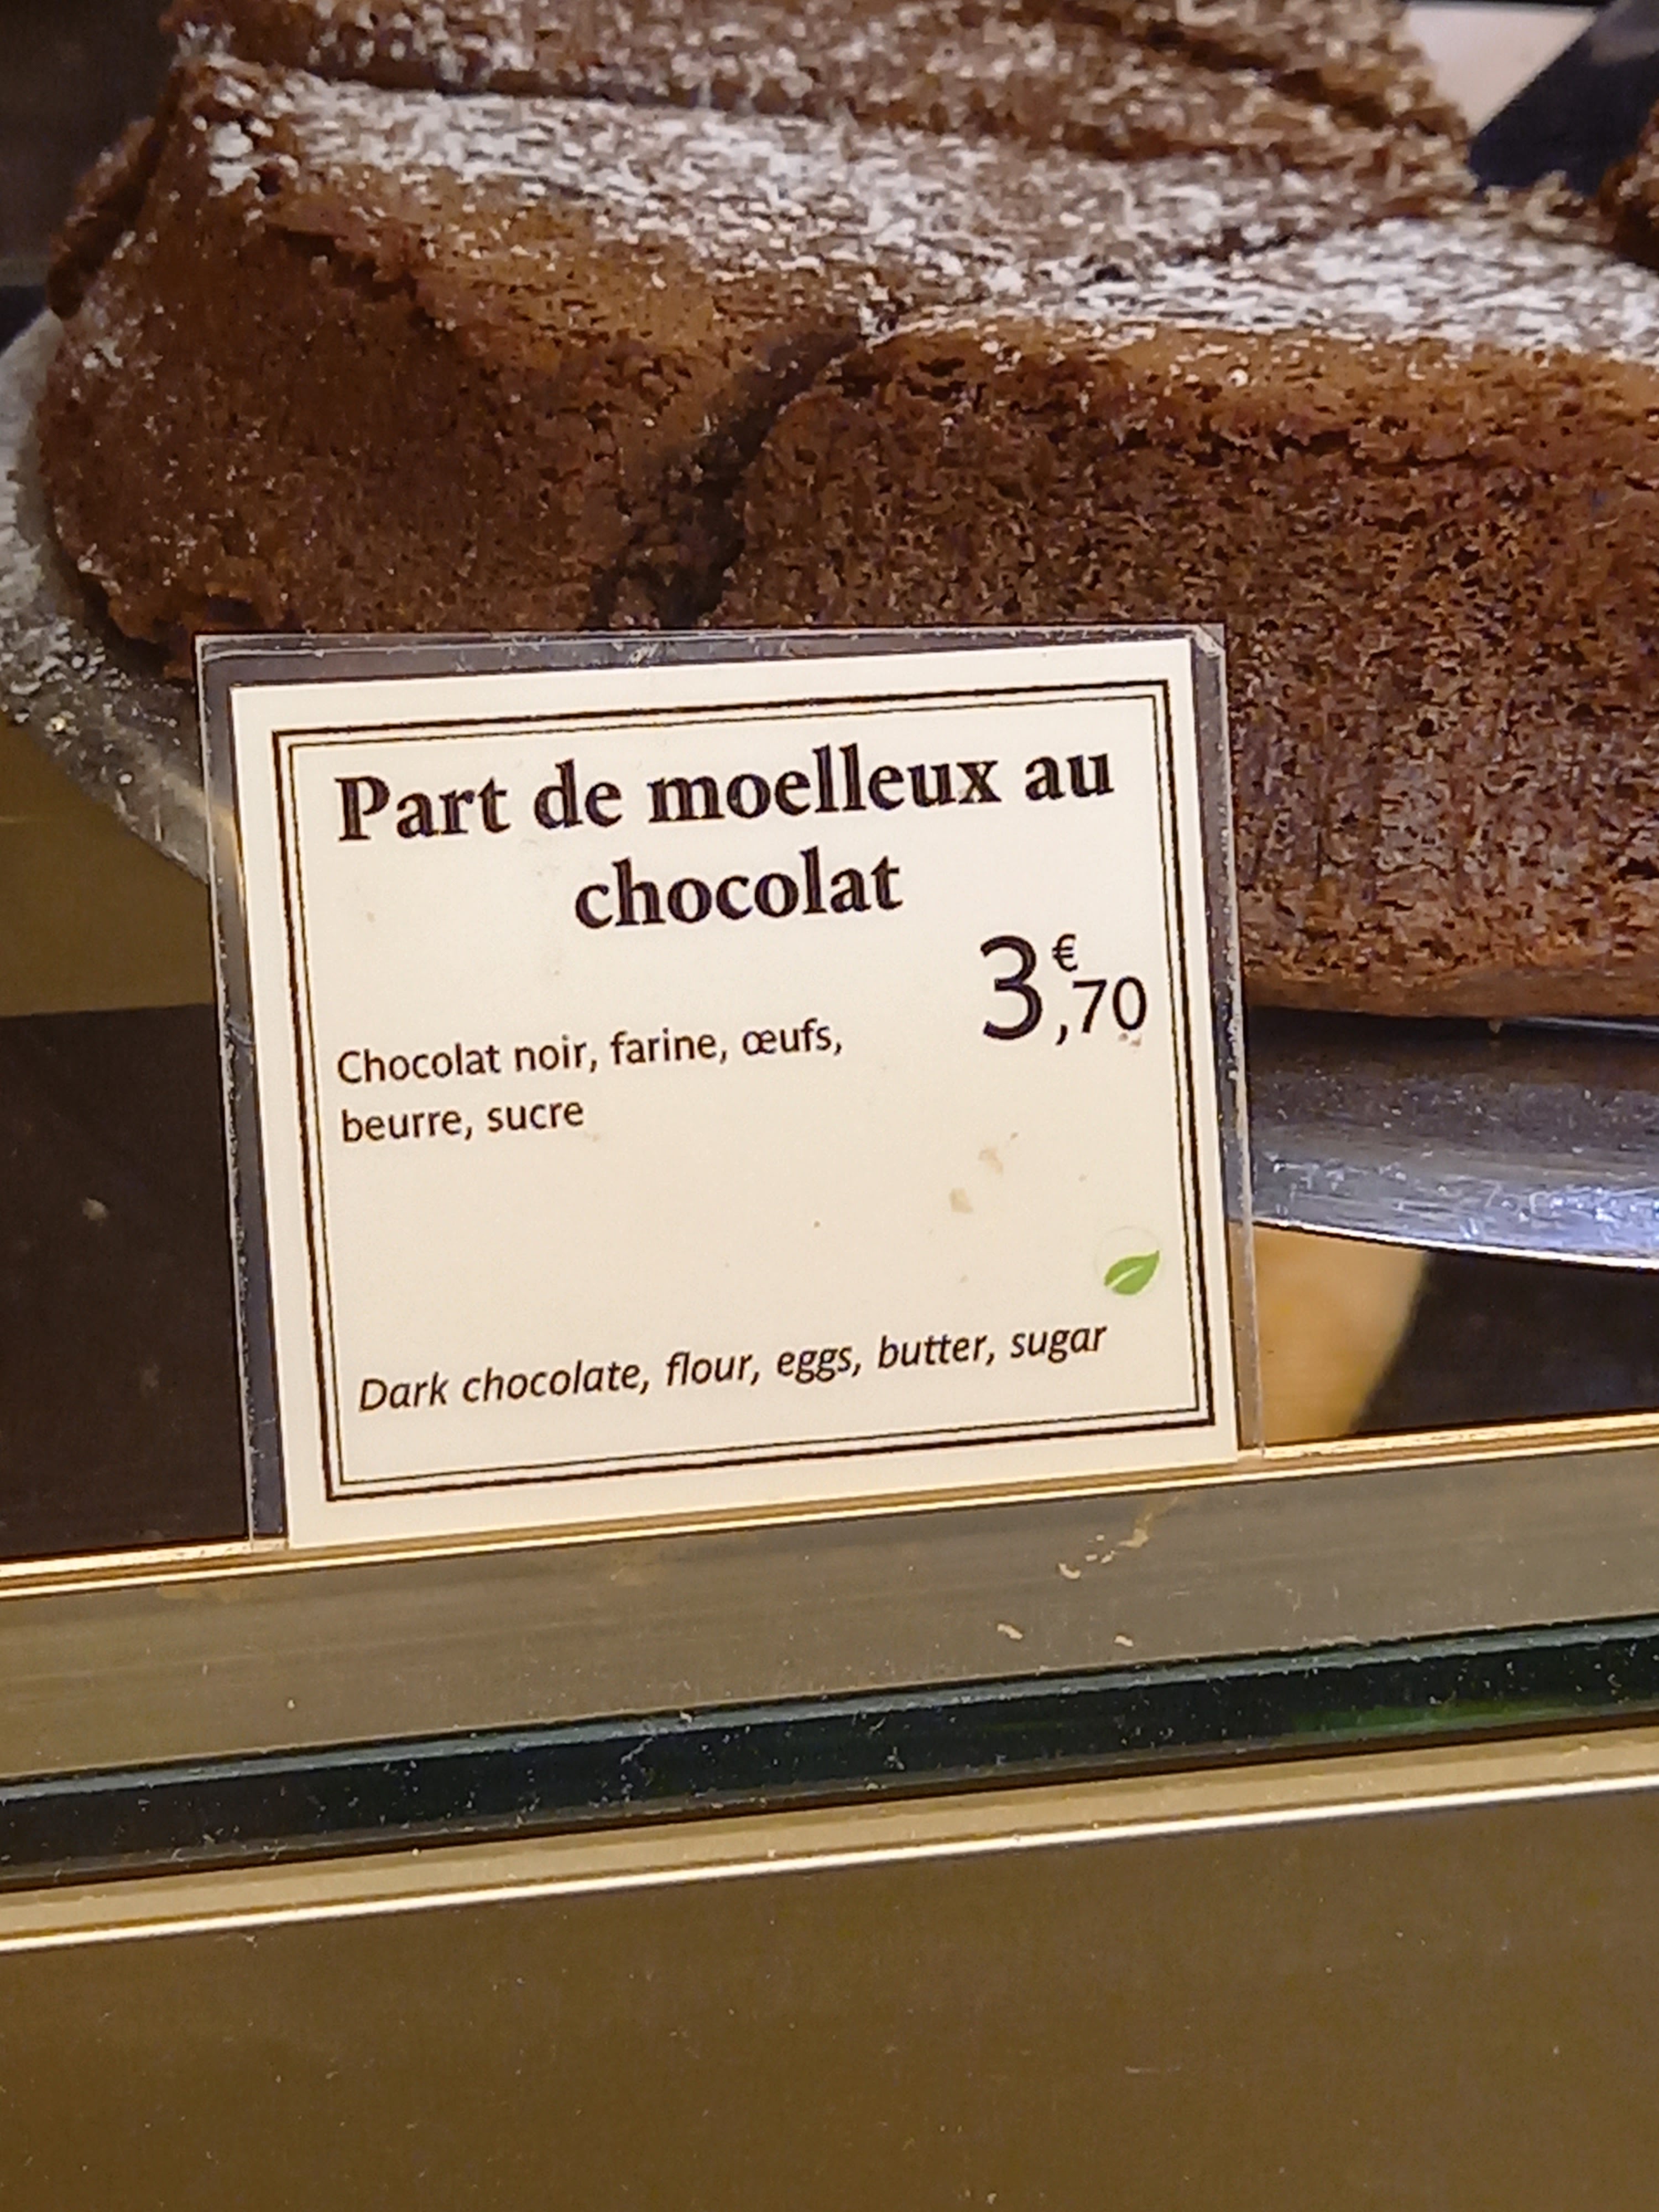 Part de moelleux au
chocolat
3€,70
Chocolat noir, farine, œufs,
beurre, sucre
Dark chocolate, flour, eggs, butter, sugar